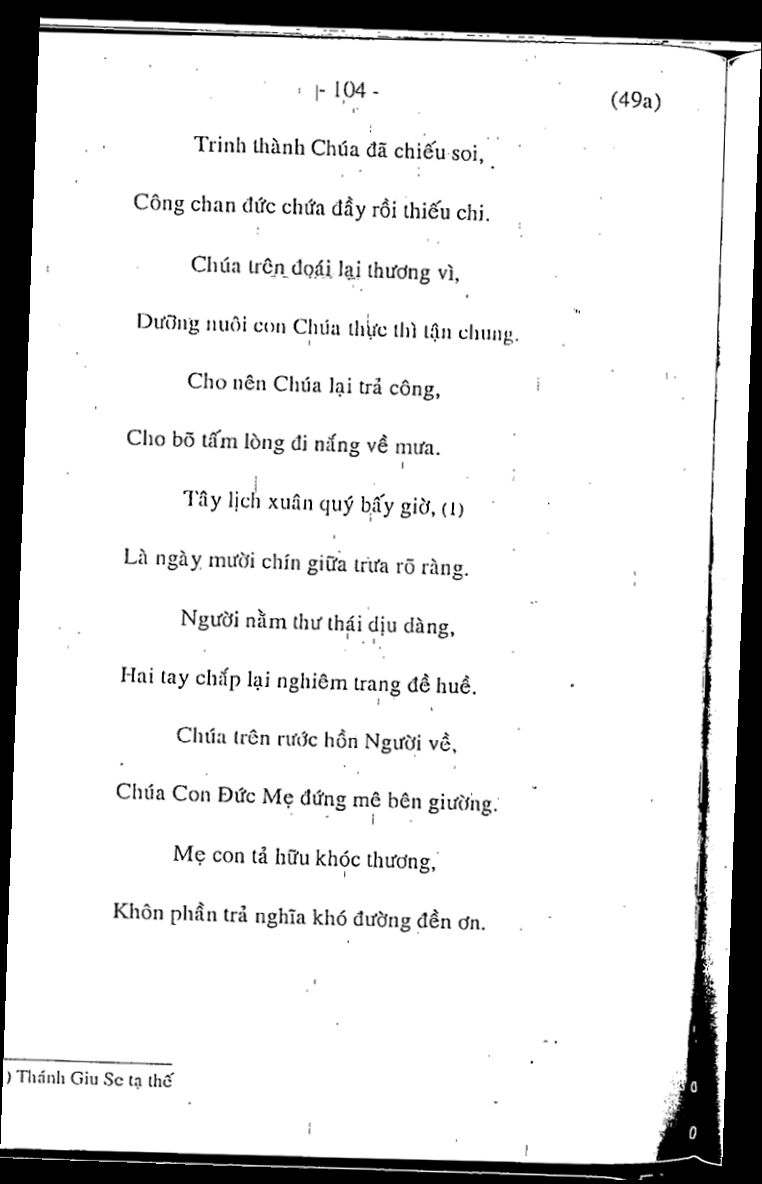 - 104 -
(49a)
Trinh thành Chúa đã chiếu soi,
Công chan đức chứa đầy rồi thiếu chi.
Chúa trên đoái lại thương vì,
Dưỡng nuôi con Chúa thực thì tận chung.
Cho nên Chúa lại trả công,
Cho bõ tấm lòng đi nắng về mưa.
Tây lịch xuân quý bấy giờ, (1)
Là ngày mười chín giữa trưa rõ ràng.
Người nằm thư thái dịu dàng,
Hai tay chắp lại nghiêm trang đề huề.
Chúa trên rước hồn Người về,
Chúa Con Đức Mẹ đứng mê bên giường.
Mẹ con tả hữu khóc thương,
Khôn phần trả nghĩa khó đường đền ơn.
) Thánh Giu Se tạ thế